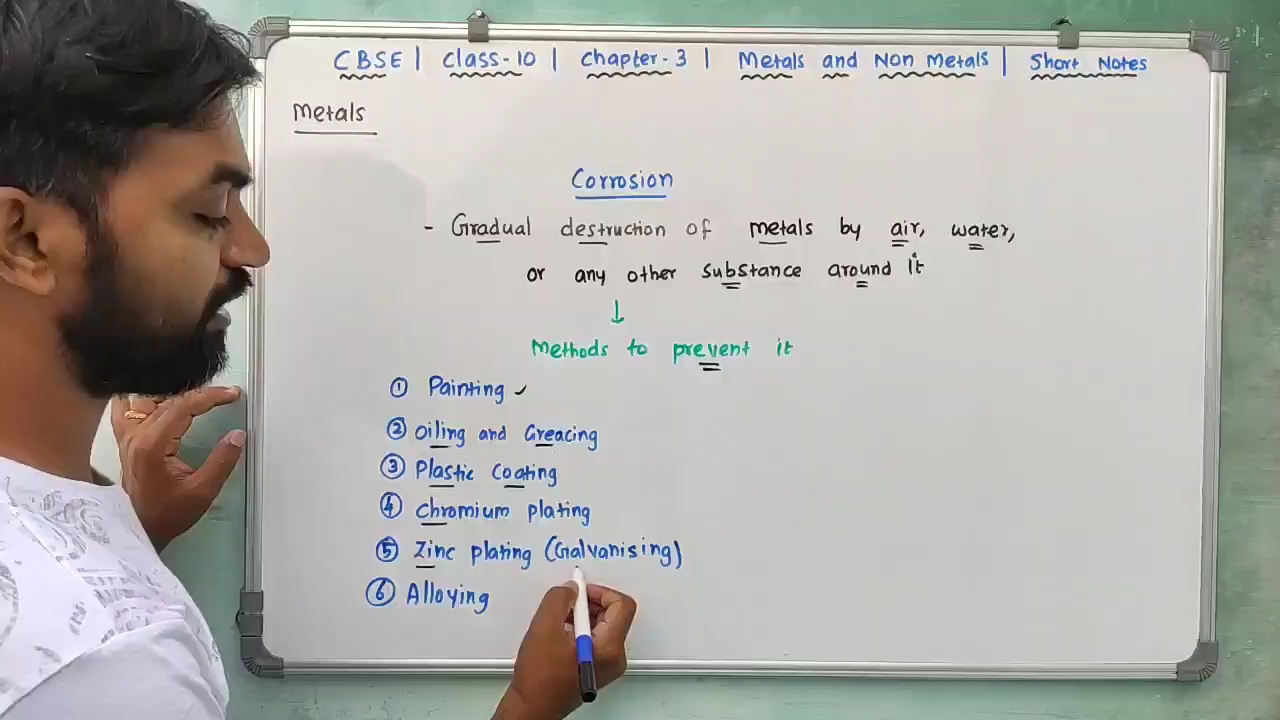 CBSE | Class-10 | Chapter-3 | Metals and Non Metals | Short Notes
Metals
Corrosion
- Gradual destruction of metals by air, water,
or any other substance around it
↓
Methods to prevent it
① Painting ✓
② Oiling and Greacing
③ Plastic Coating
④ Chromium plating
⑤ Zinc plating (Galvanising)
⑥ Alloying